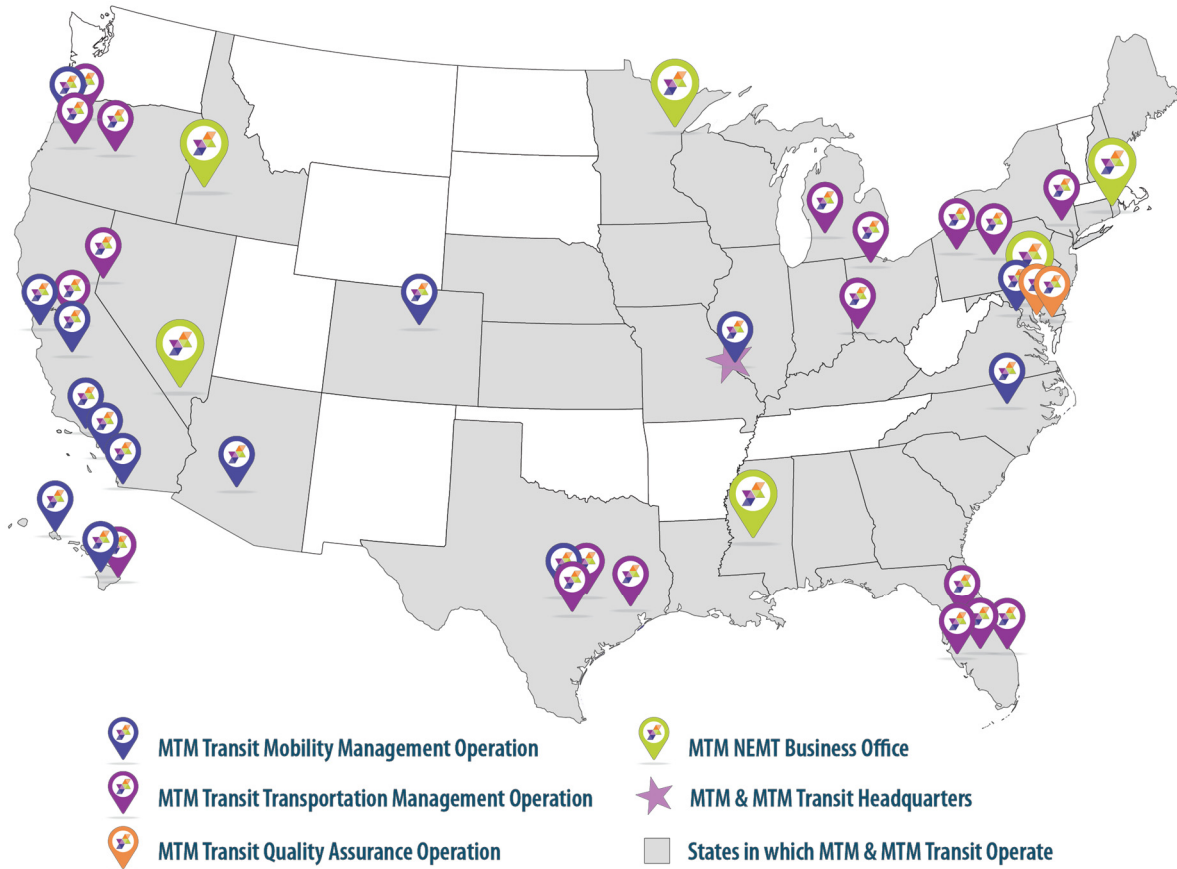 MTM Transit Mobility Management Operation
MTM NEMT Business Office
MTM Transit Transportation Management Operation
MTM & MTM Transit Headquarters
MTM Transit Quality Assurance Operation
States in which MTM & MTM Transit Operate